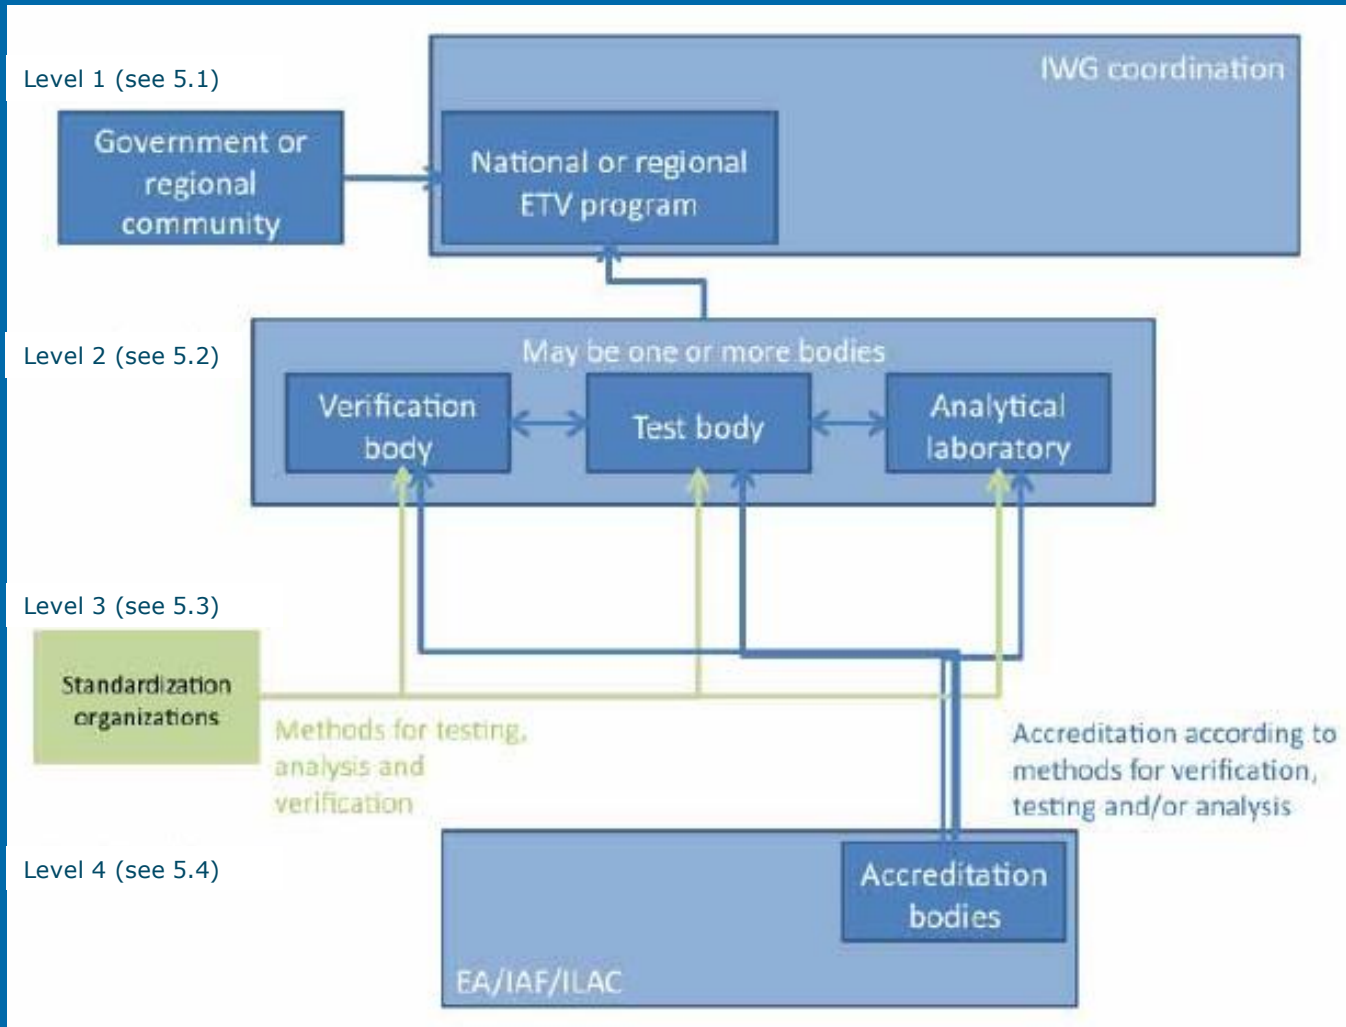 Level 1 (see 5.1)
IWG coordination
Government or
regional
community
National or regional
ETV program
Level 2 (see 5.2)
May be one or more bodies
Verification
body
Test body
Analytical
laboratory
Level 3 (see 5.3)
Standardization
organizations
Methods for testing,
analysis and
verification
Accreditation according to
methods for verification,
testing and/or analysis
Level 4 (see 5.4)
Accreditation
bodies
EA/IAF/ILAC